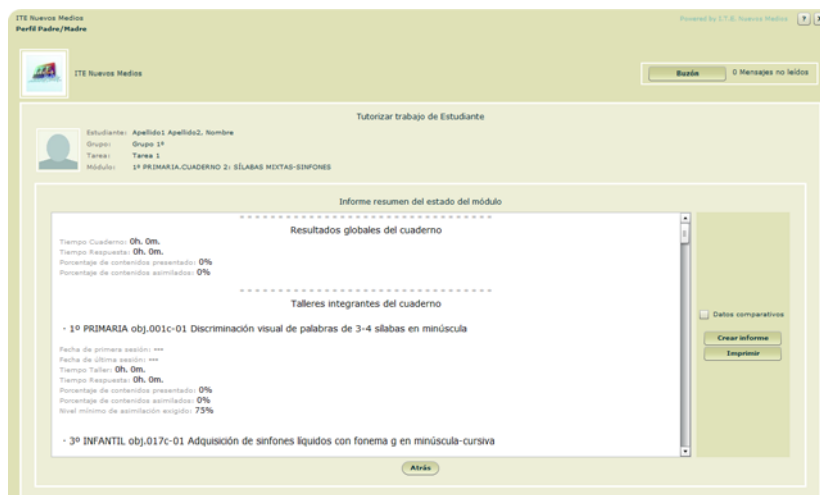 ITE Nuevos Medios
Perfil Padre/Madre
Powered by I.T.E. Nuevos Medios
?
ITE Nuevos Medios
Buzón
0 Mensajes no leídos
Tutorizar trabajo de Estudiante
Estudiante: Apellido1 Apellido2, Nombre
Grupo: Grupo 1º
Tarea: Tarea 1
Módulo: 1º PRIMARIA.CUADERNO 2: SÍLABAS MIXTAS-SINFONES
Informe resumen del estado del módulo
Resultados globales del cuaderno
Tiempo Cuaderno: 0h. 0m.
Tiempo Respuesta: 0h. 0m.
Porcentaje de contenidos presentado: 0%
Porcentaje de contenidos asimilados: 0%
Talleres integrantes del cuaderno
· 1º PRIMARIA obj.001c-01 Discriminación visual de palabras de 3-4 sílabas en minúscula
Fecha de primera sesión: ---
Fecha de última sesión: ---
Tiempo Taller: 0h. 0m.
Tiempo Respuesta: 0h. 0m.
Porcentaje de contenidos presentado: 0%
Porcentaje de contenidos asimilados: 0%
Nivel mínimo de asimilación exigido: 75%
· 3º INFANTIL obj.017c-01 Adquisición de sinfones líquidos con fonema g en minúscula-cursiva
Datos comparativos
Crear informe
Imprimir
Atrás